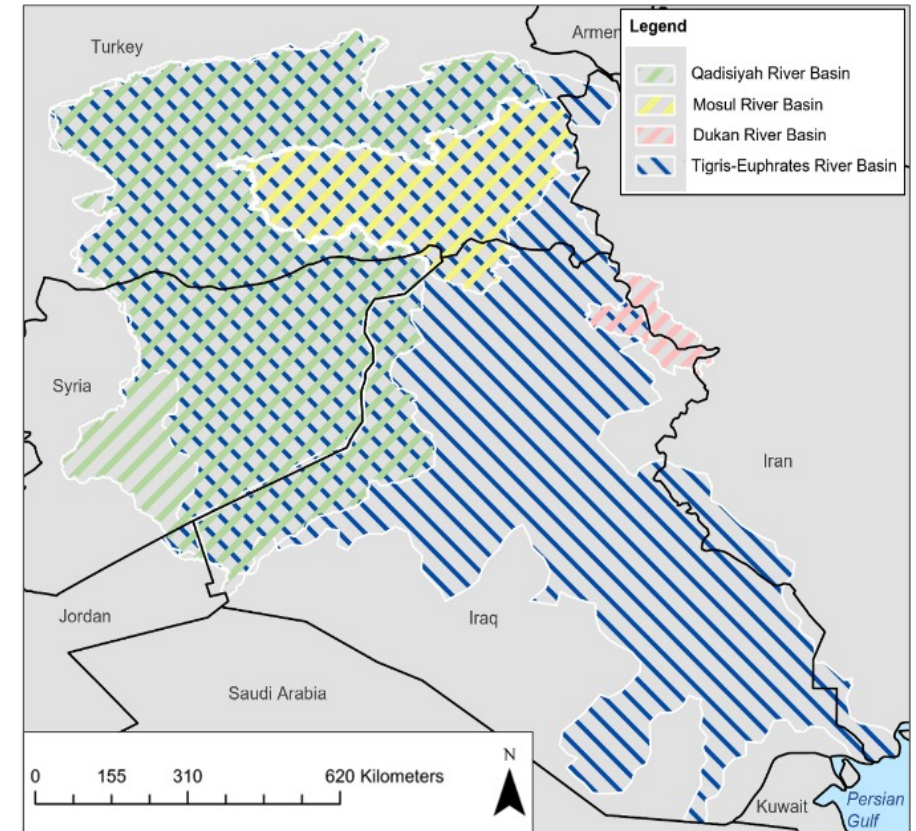 Turkey
Armen
Legend
Qadisiyah River Basin
Mosul River Basin
Dukan River Basin
Tigris-Euphrates River Basin
Syria
Iran
Jordan
Iraq
Saudi Arabia
N
0 155 310 620 Kilometers
Kuwait
Persian
Gulf